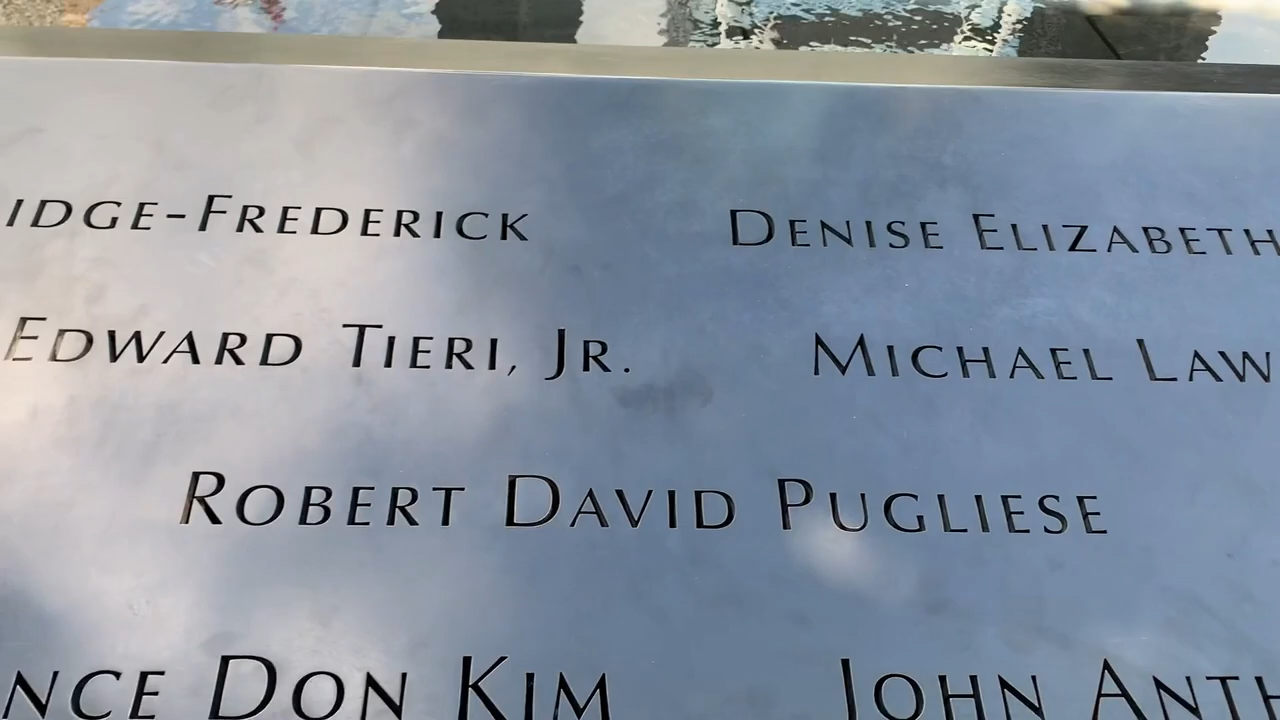 IDGE-FREDERICK DENISE ELIZABETH
EDWARD TIERI, JR. MICHAEL LAW
ROBERT DAVID PUGLIESE
NCE DON KIM JOHN ANTH